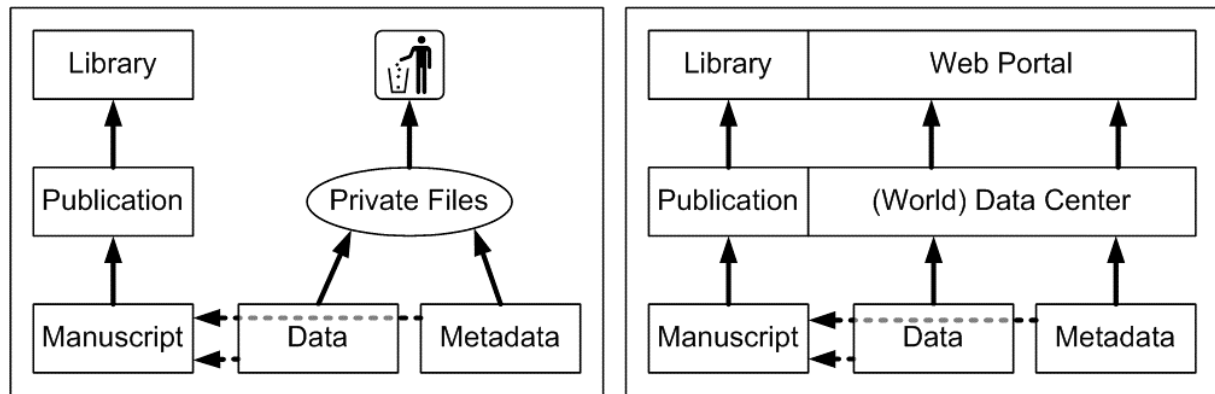 Library
Publication
Private Files
Manuscript
Data
Metadata
Library
Web Portal
Publication
(World) Data Center
Manuscript
Data
Metadata